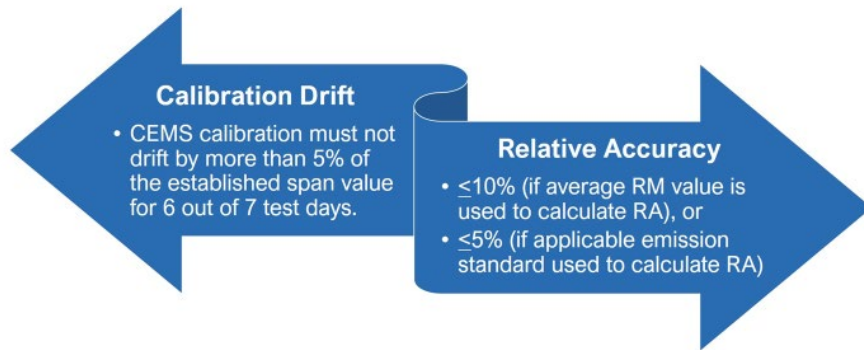 Calibration Drift
• CEMS calibration must not
drift by more than 5% of
the established span value
for 6 out of 7 test days.
Relative Accuracy
• ≤10% (if average RM value is
used to calculate RA), or
• ≤5% (if applicable emission
standard used to calculate RA)